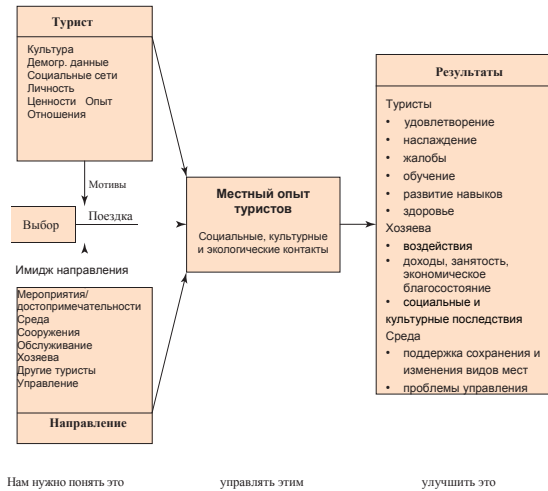 Турист
Культура
Демогр. данные
Социальные сети
Личность
Ценности Опыт
Отношения
Мотивы
Выбор
Поездка
Имидж направления
Мероприятия/
достопримечательности
Среда
Сооружения
Обслуживание
Хозяева
Другие туристы
Управление
Направление
Местный опыт
туристов
Социальные, культурные
и экологические контакты
Результаты
Туристы
• удовлетворение
• наслаждение
• жалобы
• обучение
• развитие навыков
• здоровье
Хозяева
• воздействия
• доходы, занятость,
экономическое
благосостояние
• социальные и
культурные последствия
Среда
• поддержка сохранения и
изменения видов мест
• проблемы управления
Нам нужно понять это
управлять этим
улучшить это